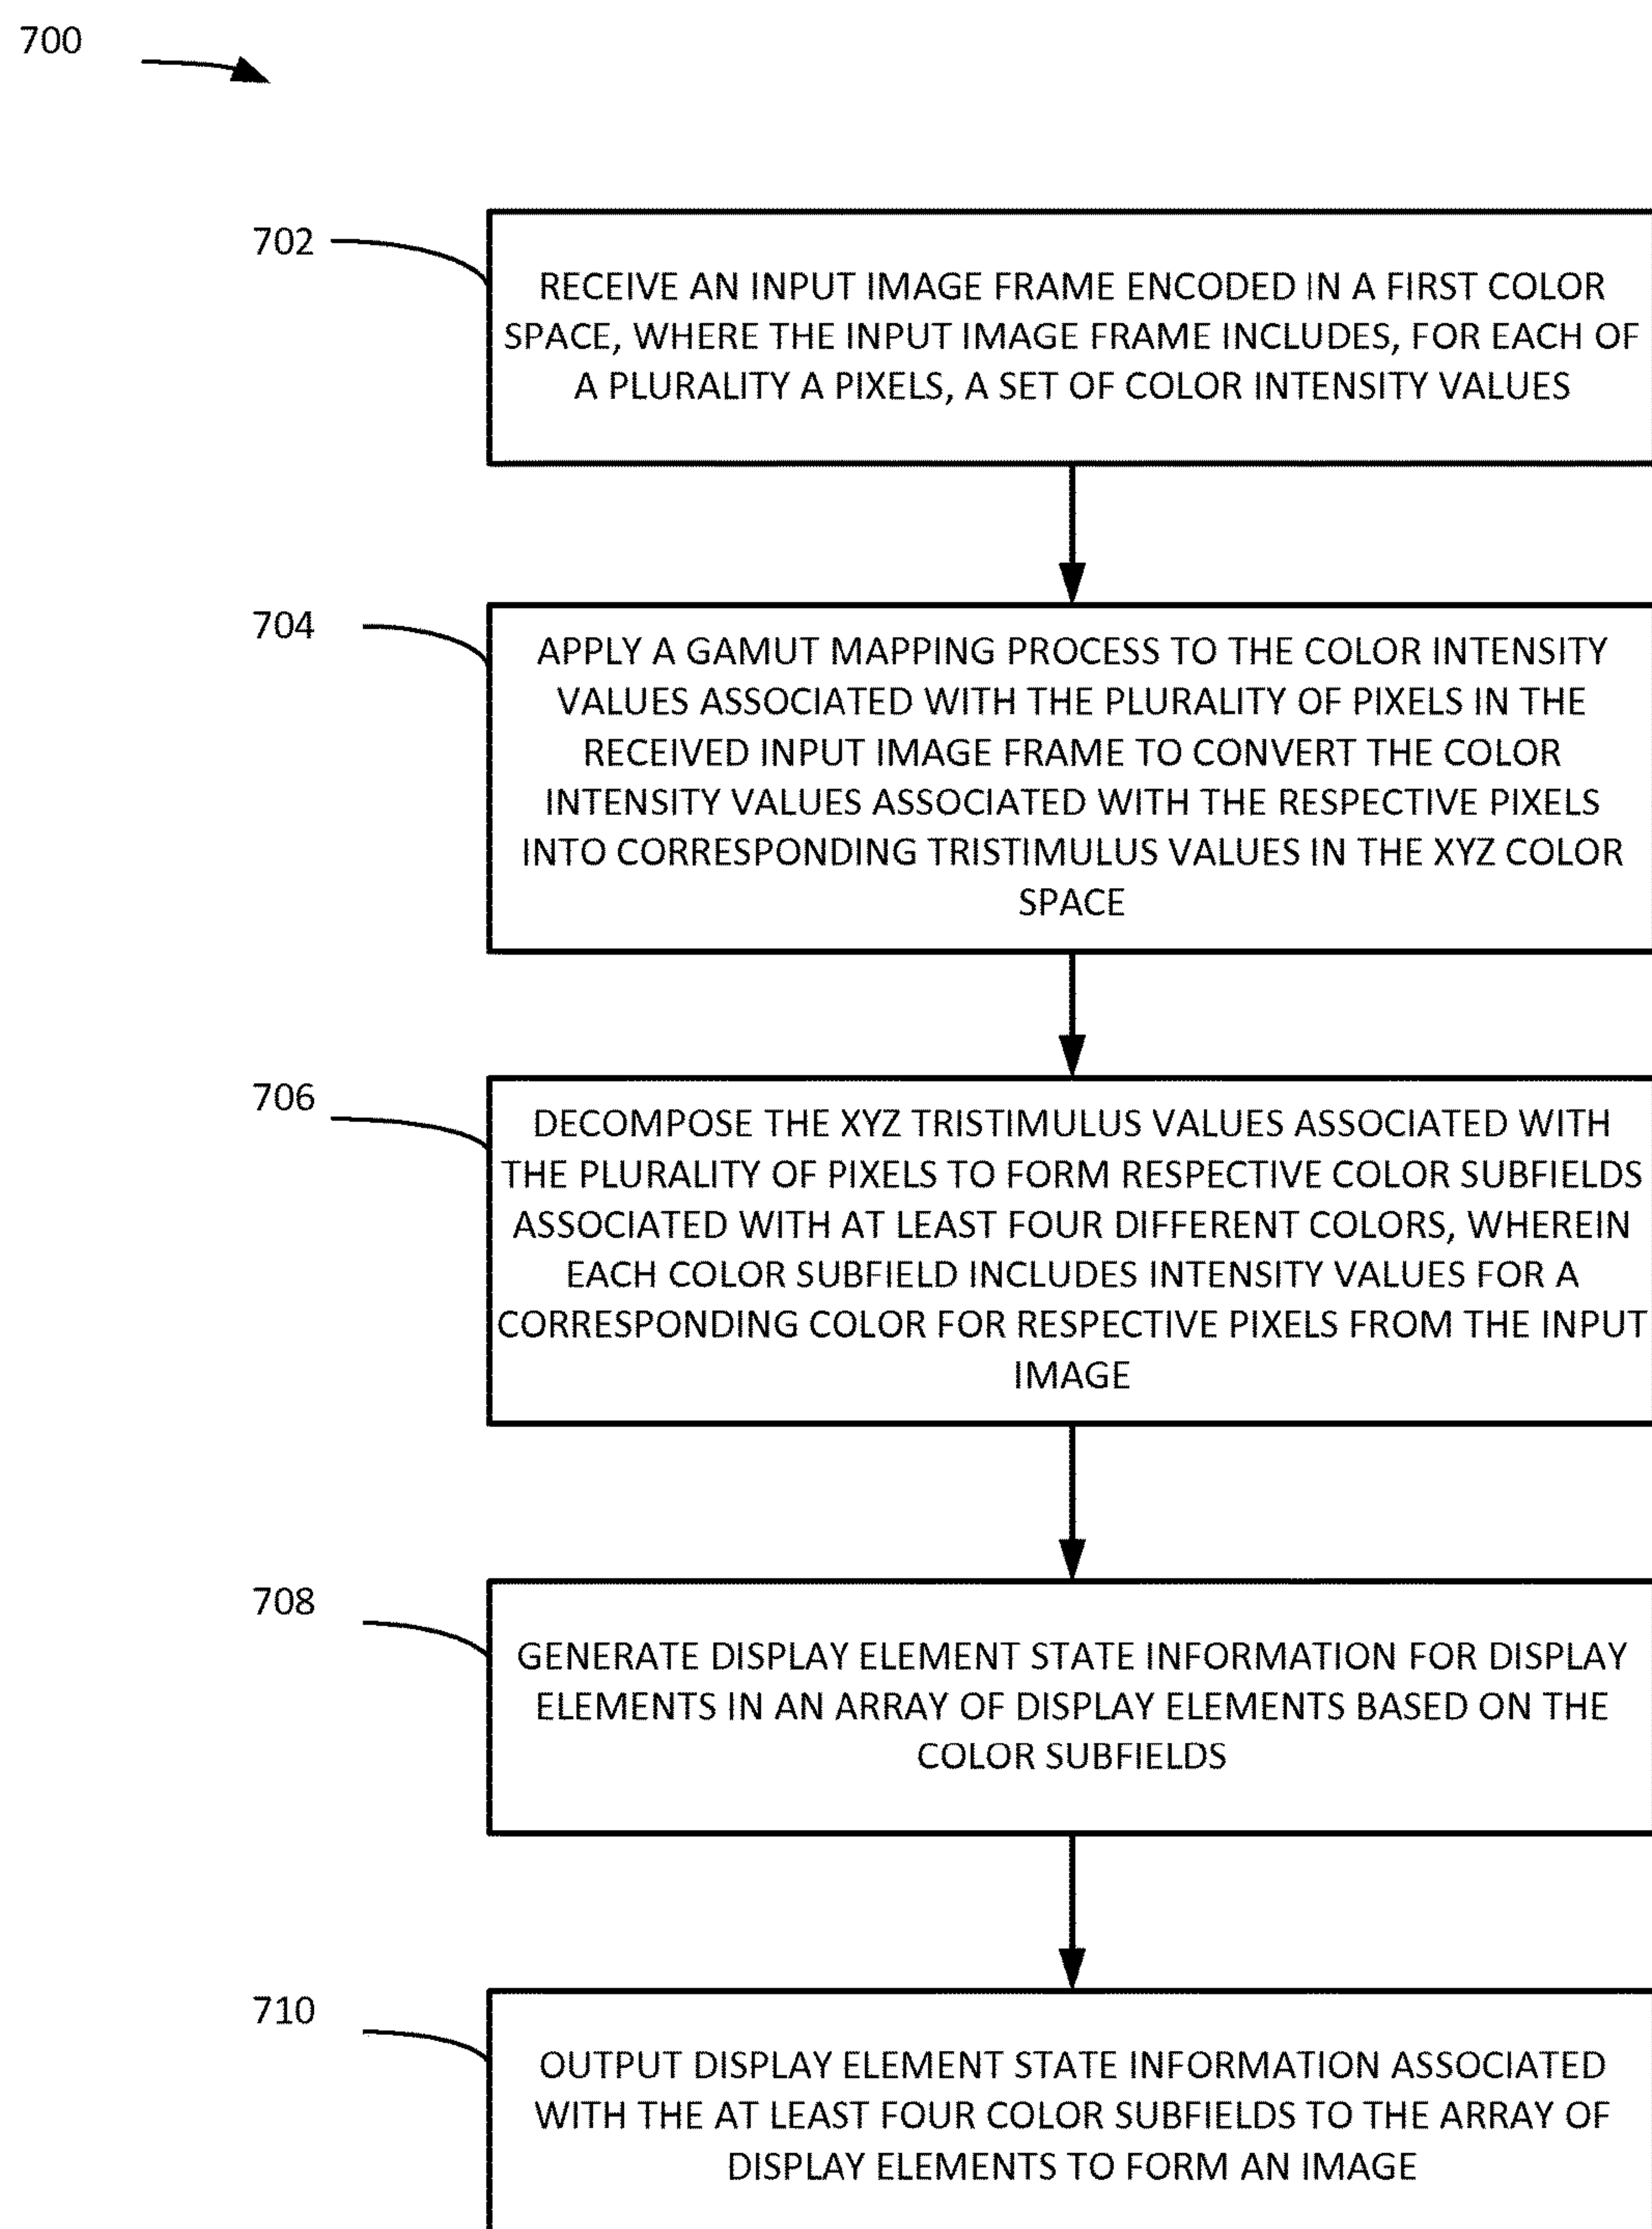 700
702
RECEIVE AN INPUT IMAGE FRAME ENCODED IN A FIRST COLOR
SPACE, WHERE THE INPUT IMAGE FRAME INCLUDES, FOR EACH OF
A PLURALITY A PIXELS, A SET OF COLOR INTENSITY VALUES
704
APPLY A GAMUT MAPPING PROCESS TO THE COLOR INTENSITY
VALUES ASSOCIATED WITH THE PLURALITY OF PIXELS IN THE
RECEIVED INPUT IMAGE FRAME TO CONVERT THE COLOR
INTENSITY VALUES ASSOCIATED WITH THE RESPECTIVE PIXELS
INTO CORRESPONDING TRISTIMULUS VALUES IN THE XYZ COLOR
SPACE
706
DECOMPOSE THE XYZ TRISTIMULUS VALUES ASSOCIATED WITH
THE PLURALITY OF PIXELS TO FORM RESPECTIVE COLOR SUBFIELDS
ASSOCIATED WITH AT LEAST FOUR DIFFERENT COLORS, WHEREIN
EACH COLOR SUBFIELD INCLUDES INTENSITY VALUES FOR A
CORRESPONDING COLOR FOR RESPECTIVE PIXELS FROM THE INPUT
IMAGE
708
GENERATE DISPLAY ELEMENT STATE INFORMATION FOR DISPLAY
ELEMENTS IN AN ARRAY OF DISPLAY ELEMENTS BASED ON THE
COLOR SUBFIELDS
710
OUTPUT DISPLAY ELEMENT STATE INFORMATION ASSOCIATED
WITH THE AT LEAST FOUR COLOR SUBFIELDS TO THE ARRAY OF
DISPLAY ELEMENTS TO FORM AN IMAGE